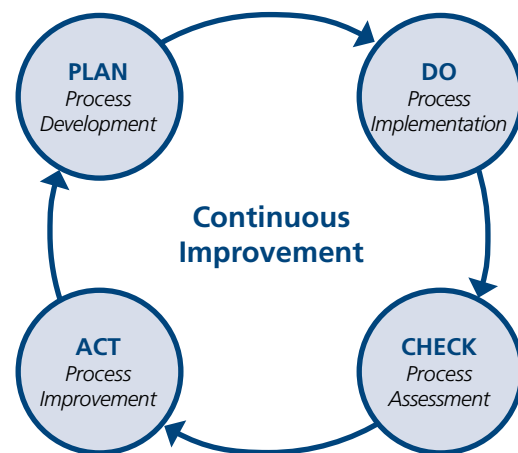 PLAN
Process
Development
DO
Process
Implementation
Continuous
Improvement
ACT
Process
Improvement
CHECK
Process
Assessment